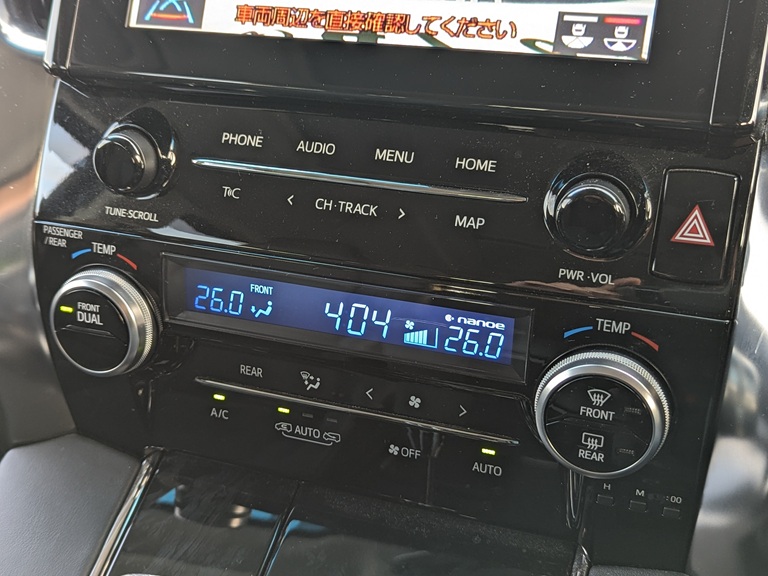 車両周辺を直接確認してください
PHONE AUDIO MENU HOME
TUNE·SCROLL
T@C
< CH·TRACK >
MAP
PWR·VOL
PASSENGER
/REAR
TEMP
FRONT
DUAL
26.0
FRONT
404
nanoe
26.0
TEMP
FRONT
REAR
REAR
A/C
AUTO
OFF
AUTO
H M :00